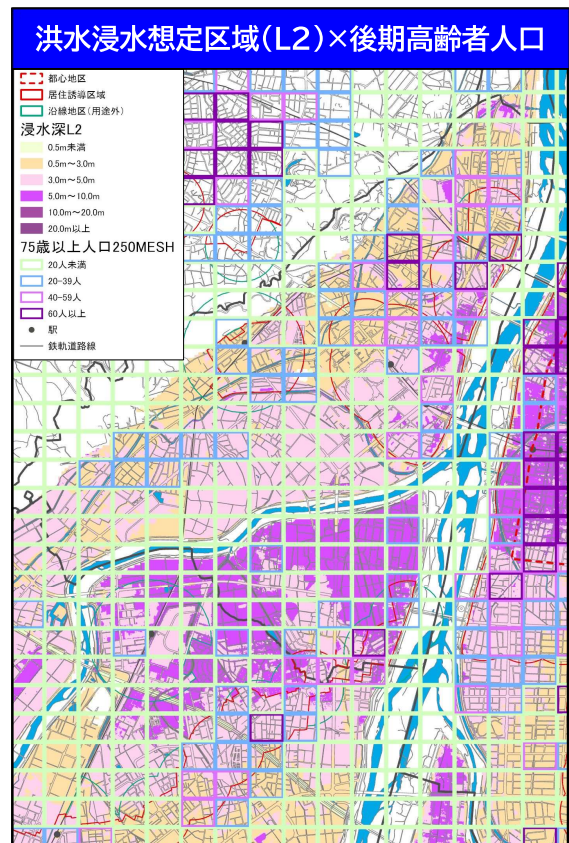 洪水浸水想定区域(L2)×後期高齢者人口
都心地区
居住誘導区域
沿線地区(用途外)
浸水深L2
0.5m未満
0.5m～3.0m
3.0m～5.0m
5.0m～10.0m
10.0m～20.0m
20.0m以上
75歳以上人口250MESH
20人未満
20-39人
40-59人
60人以上
駅
鉄軌道路線